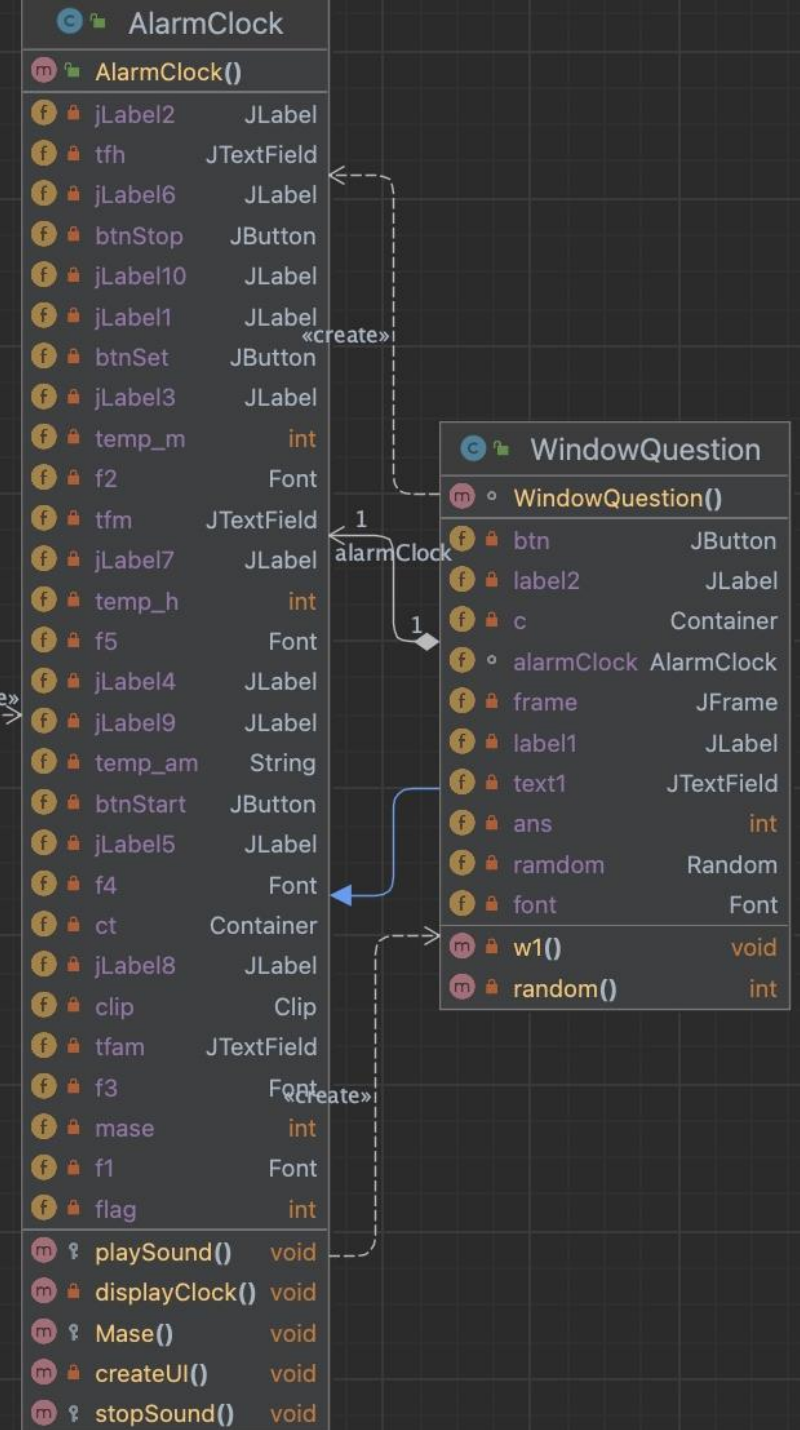 AlarmClock
AlarmClock()
jLabel2 JLabel
tfh JTextField
jLabel6 JLabel
btnStop JButton
jLabel10 JLabel
jLabel1 JLabel
«create»
btnSet JButton
jLabel3 JLabel
temp_m int
f2 Font
tfm JTextField
jLabel7 JLabel
temp_h int
f5 Font
jLabel4 JLabel
jLabel9 JLabel
temp_am String
btnStart JButton
jLabel5 JLabel
f4 Font
ct Container
jLabel8 JLabel
clip Clip
tfam JTextField
f3 Font
«create»
mase int
f1 Font
flag int
playSound() void
displayClock() void
Mase() void
createUI() void
stopSound() void
e»
1
alarmClock
1
WindowQuestion
WindowQuestion()
btn JButton
label2 JLabel
c Container
alarmClock AlarmClock
frame JFrame
label1 JLabel
text1 JTextField
ans int
ramdom Random
font Font
w1() void
random() int